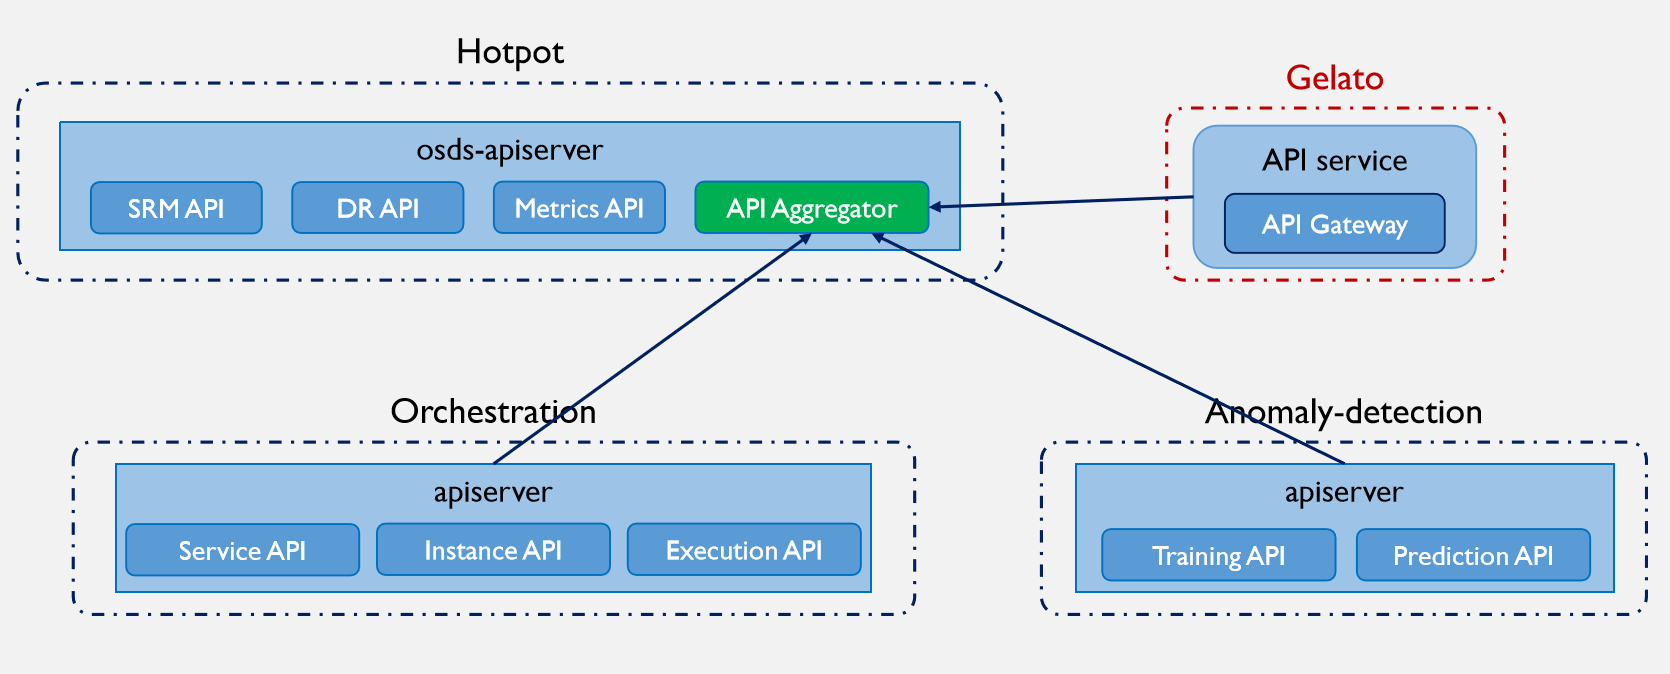 Hotpot
osds-apiserver
SRM API
DR API
Metrics API
API Aggregator
Gelato
API service
API Gateway
Orchestration
apiserver
Service API
Instance API
Execution API
Anomaly-detection
apiserver
Training API
Prediction API